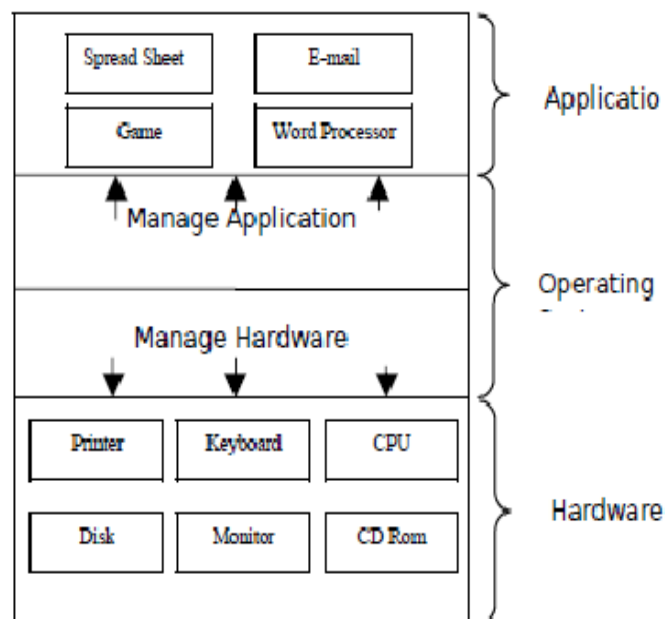 Spread Sheet
E-mail
Game
Word Processor
Applicatio
Manage Application
Operating
Manage Hardware
Printer
Keyboard
CPU
Disk
Monitor
CD Rom
Hardware